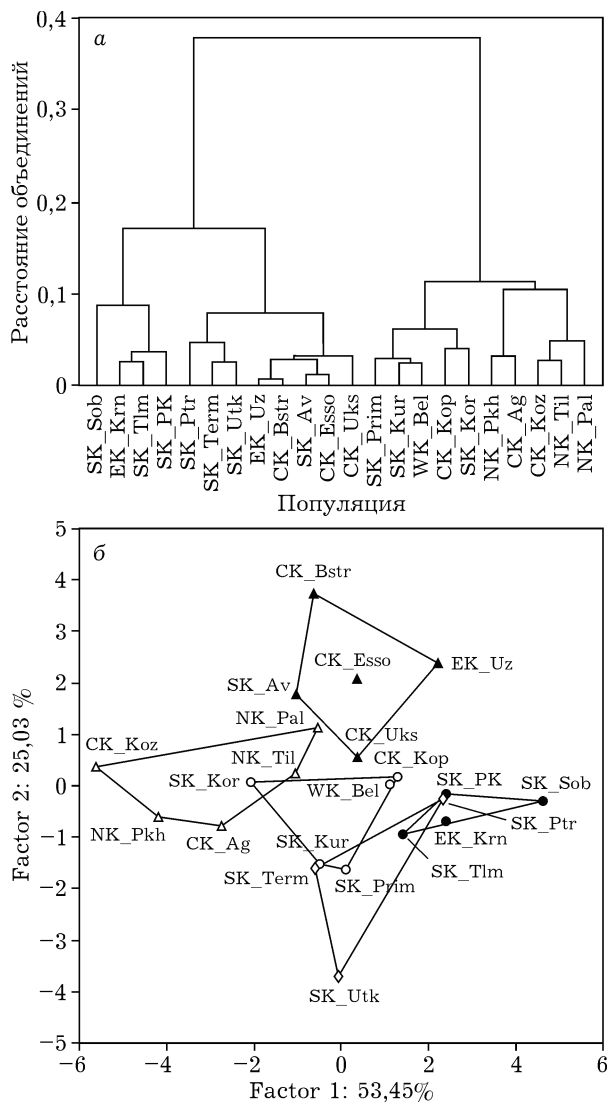 0,4
а
0,3
0,2
0,1
0
Расстояние объединений
SK_Sob
EK_Krn
SK_Tlm
SK_PK
SK_Ptr
SK_Term
SK_Utk
EK_Uz
CK_Bstr
SK_Av
CK_Esso
CK_Uks
SK_Prim
SK_Kur
WK_Bel
CK_Kop
SK_Kor
NK_Pkh
CK_Ag
CK_Koz
NK_Til
NK_Pal
Популяция
5
б
4
3
2
1
0
−1
−2
−3
−4
−5
Factor 2: 25,03 %
CK_Bstr
CK_Esso
EK_Uz
SK_Av
NK_Pal
CK_Uks
CK_Koz
CK_Kop
NK_Til
SK_Kor
WK_Bel
SK_PK
SK_Sob
NK_Pkh
CK_Ag
SK_Kur
EK_Krn
SK_Ptr
SK_Term
SK_Prim
SK_Tlm
SK_Utk
−6
−4
−2
0
2
4
6
Factor 1: 53,45%